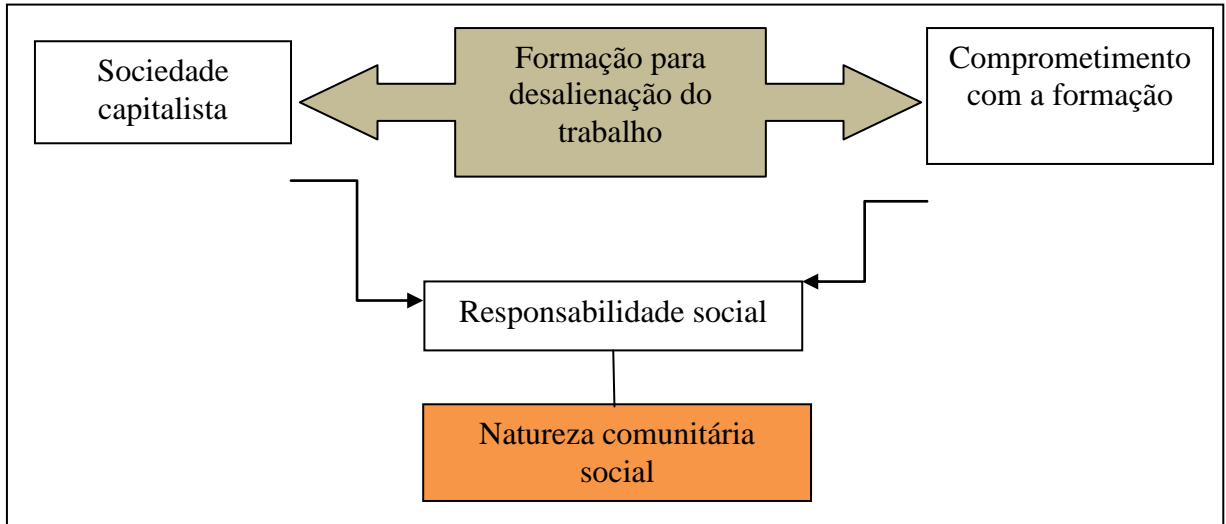 Sociedade
capitalista
Formação para
desalienação do
trabalho
Comprometimento
com a formação
Responsabilidade social
Natureza comunitária
social